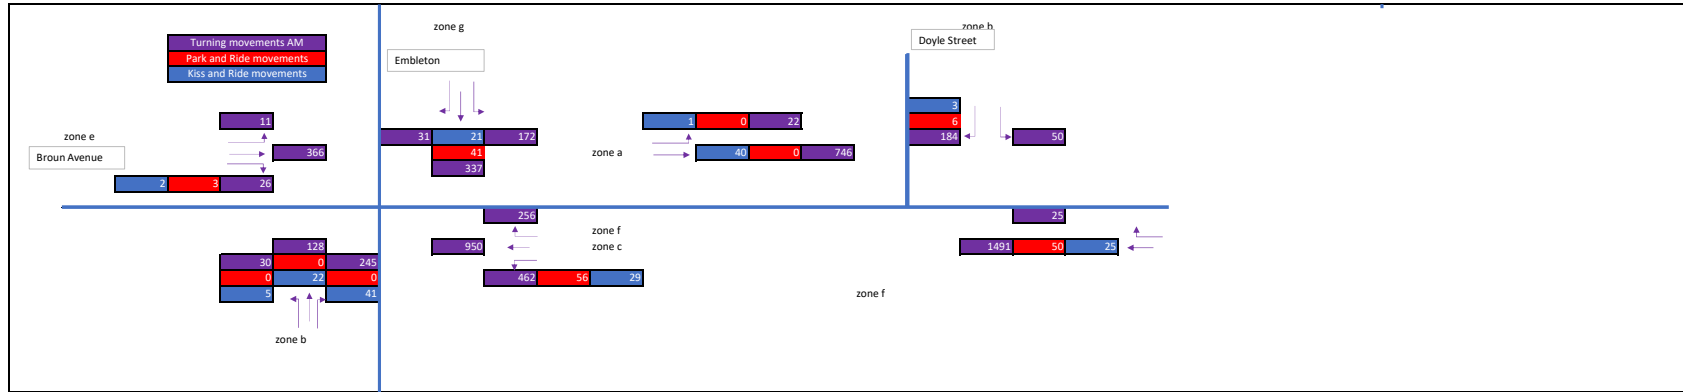 zone g
zone b
Turning movements AM
Doyle Street
Park and Ride movements
Embleton
Kiss and Ride movements
3
11
1 0 22
6
zone e
31 21 172
184
50
Broun Avenue
366
41
zone a
40 0 746
337
2 3 26
256
25
zone f
128
950
zone c
1491 50 25
30 0 245
0 22 0
462 56 29
5 41
zone f
zone b